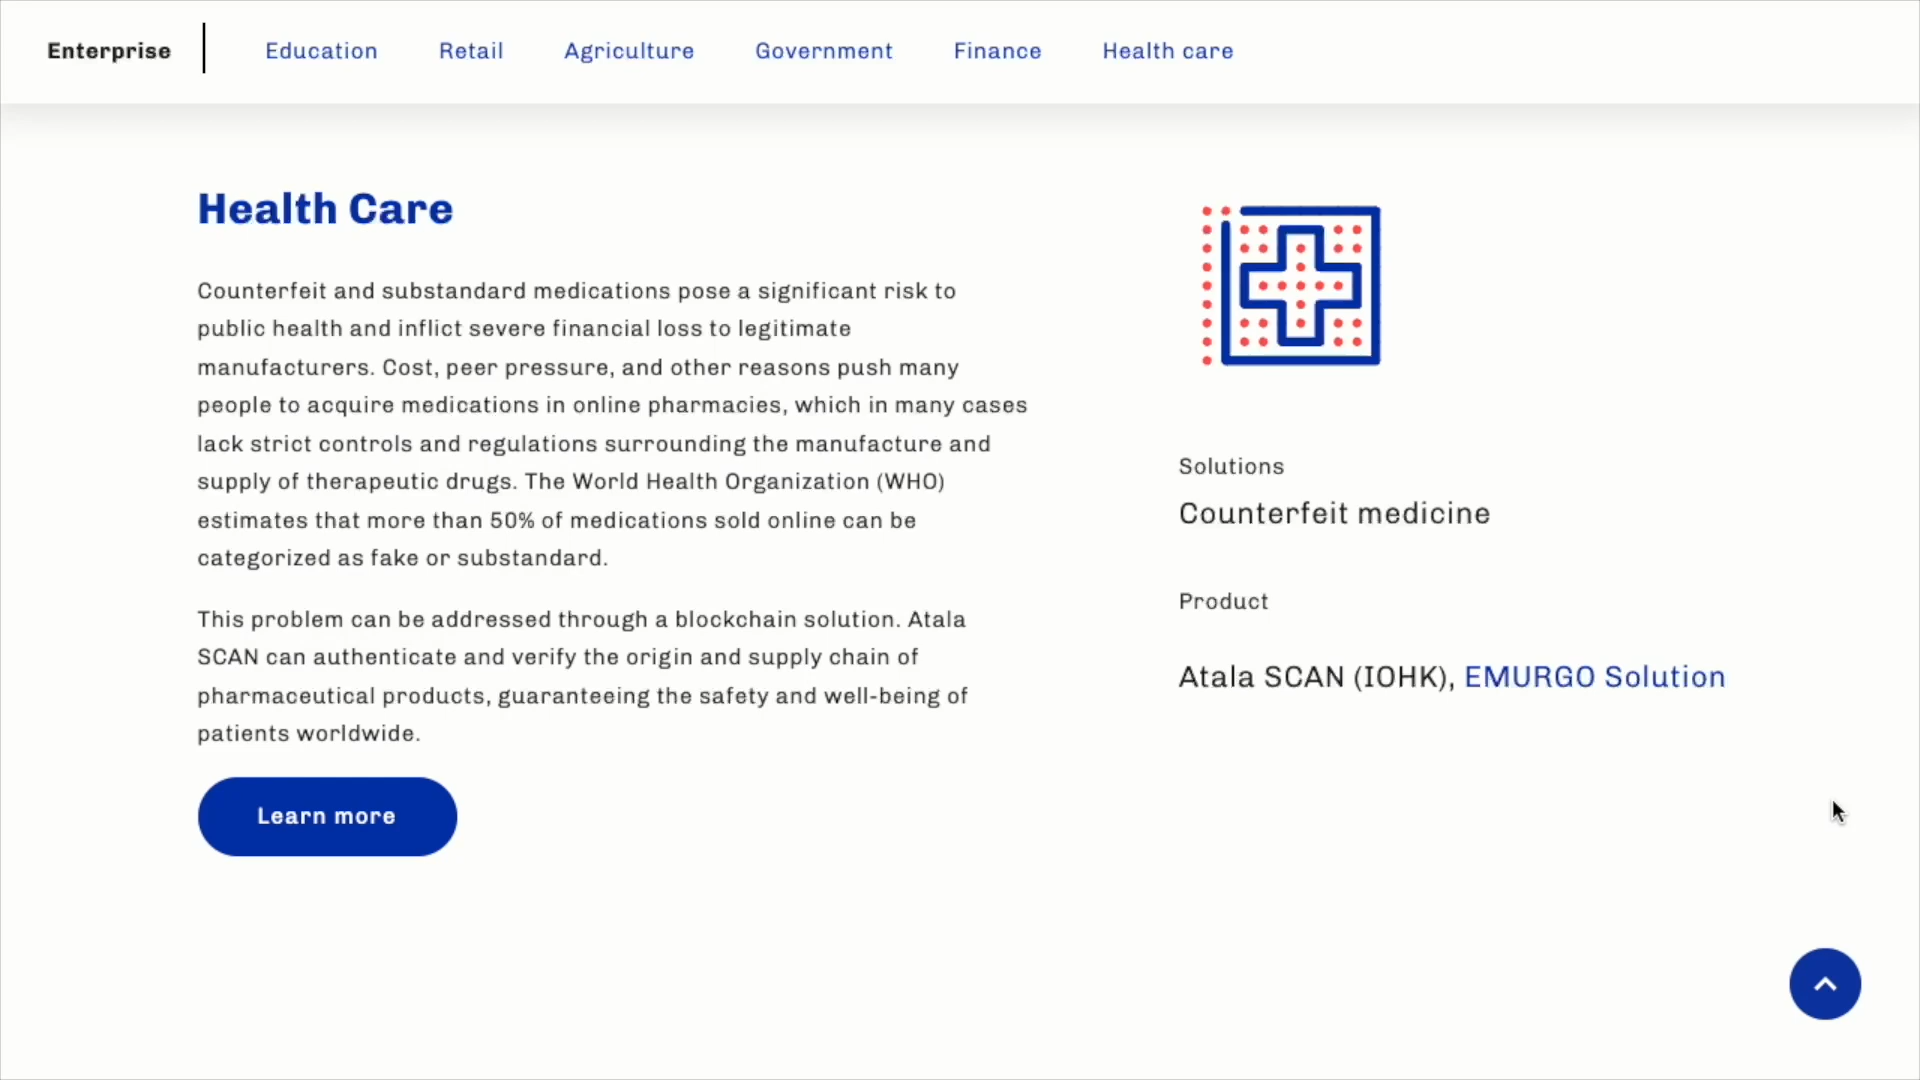 Enterprise
Education
Retail
Agriculture
Government
Finance
Health care
Health Care
Counterfeit and substandard medications pose a significant risk to
public health and inflict severe financial loss to legitimate
manufacturers. Cost, peer pressure, and other reasons push many
people to acquire medications in online pharmacies, which in many cases
lack strict controls and regulations surrounding the manufacture and
supply of therapeutic drugs. The World Health Organization (WHO)
estimates that more than 50% of medications sold online can be
categorized as fake or substandard.
This problem can be addressed through a blockchain solution. Atala
SCAN can authenticate and verify the origin and supply chain of
pharmaceutical products, guaranteeing the safety and well-being of
patients worldwide.
Learn more
Solutions
Counterfeit medicine
Product
Atala SCAN (IOHK), EMURGO Solution